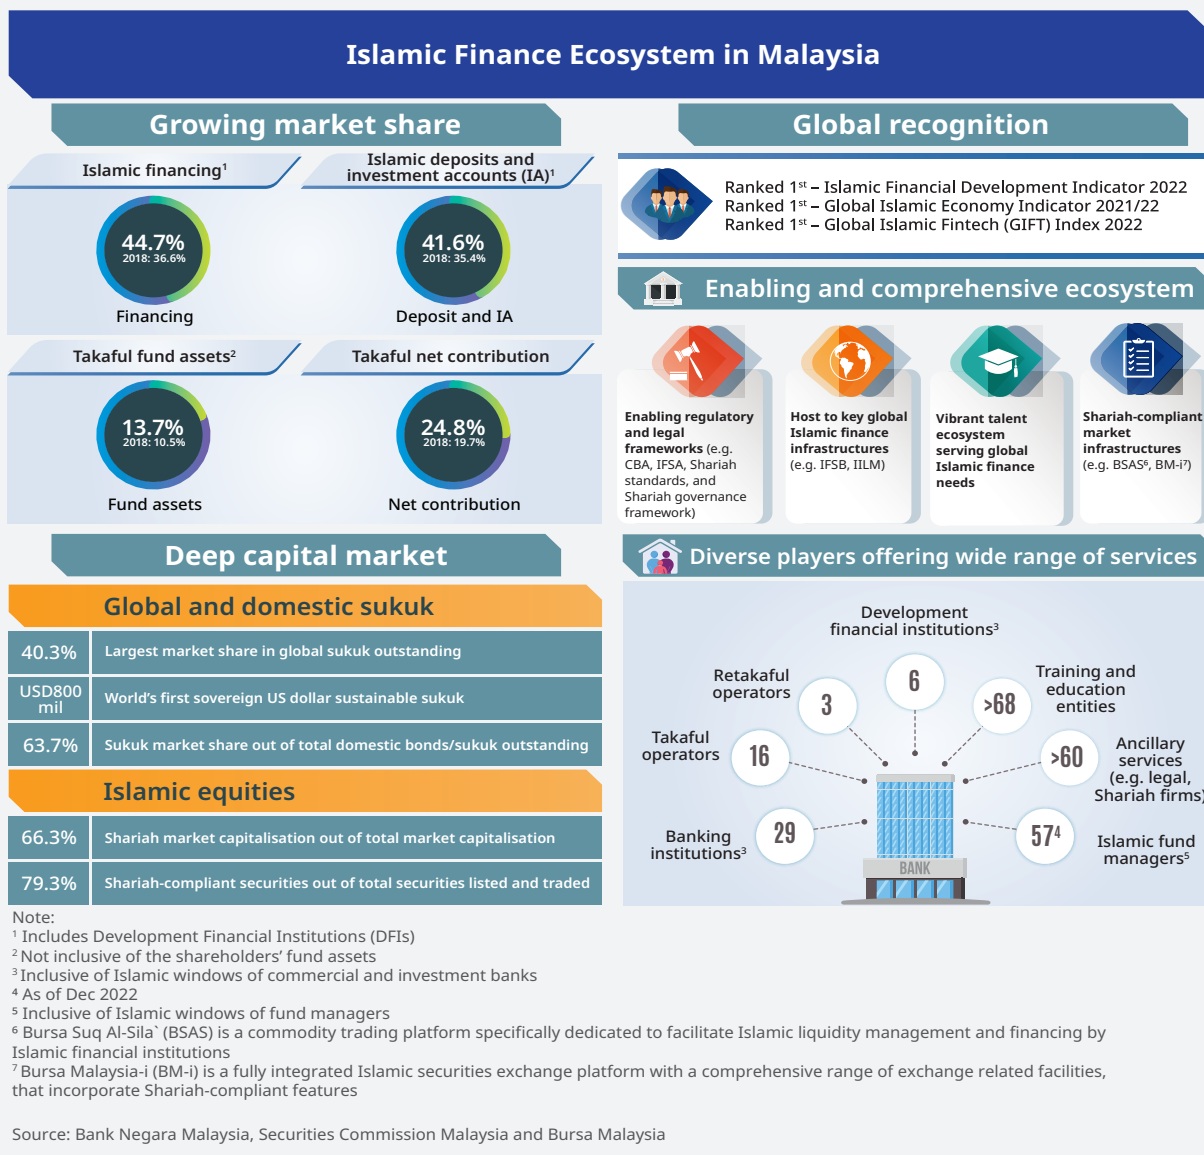 Islamic Finance Ecosystem in Malaysia
Growing market share
Islamic financing¹
44.7%
2018: 36.6%
Financing
Islamic deposits and
investment accounts (IA)¹
41.6%
2018: 35.4%
Deposit and IA
Takaful fund assets²
13.7%
2018: 10.5%
Fund assets
Takaful net contribution
24.8%
2018: 19.7%
Net contribution
Deep capital market
Global and domestic sukuk
40.3%
Largest market share in global sukuk outstanding
USD800
mil
World's first sovereign US dollar sustainable sukuk
63.7%
Sukuk market share out of total domestic bonds/sukuk outstanding
Islamic equities
66.3%
Shariah market capitalisation out of total market capitalisation
79.3%
Shariah-compliant securities out of total securities listed and traded
Global recognition
Ranked 1st – Islamic Financial Development Indicator 2022
Ranked 1st – Global Islamic Economy Indicator 2021/22
Ranked 1st – Global Islamic Fintech (GIFT) Index 2022
Enabling and comprehensive ecosystem
Enabling regulatory
and legal
frameworks (e.g.
CBA, IFSA, Shariah
standards, and
Shariah governance
framework)
Host to key global
Islamic finance
infrastructures
(e.g. IFSB, IILM)
Vibrant talent
ecosystem
serving global
Islamic finance
needs
Shariah-compliant
market
infrastructures
(e.g. BSAS⁶, BM-i⁷)
Diverse players offering wide range of services
Development
financial institutions³
6
Retakaful
operators
3
Training and
education
entities
>68
Takaful
operators
16
Ancillary
services
(e.g. legal,
Shariah firms)
>60
Banking
institutions³
29
Islamic fund
managers⁵
57⁴
BANK
Note:
¹ Includes Development Financial Institutions (DFIs)
² Not inclusive of the shareholders' fund assets
³ Inclusive of Islamic windows of commercial and investment banks
⁴ As of Dec 2022
⁵ Inclusive of Islamic windows of fund managers
⁶ Bursa Suq Al-Sila` (BSAS) is a commodity trading platform specifically dedicated to facilitate Islamic liquidity management and financing by
Islamic financial institutions
⁷ Bursa Malaysia-i (BM-i) is a fully integrated Islamic securities exchange platform with a comprehensive range of exchange related facilities,
that incorporate Shariah-compliant features
Source: Bank Negara Malaysia, Securities Commission Malaysia and Bursa Malaysia